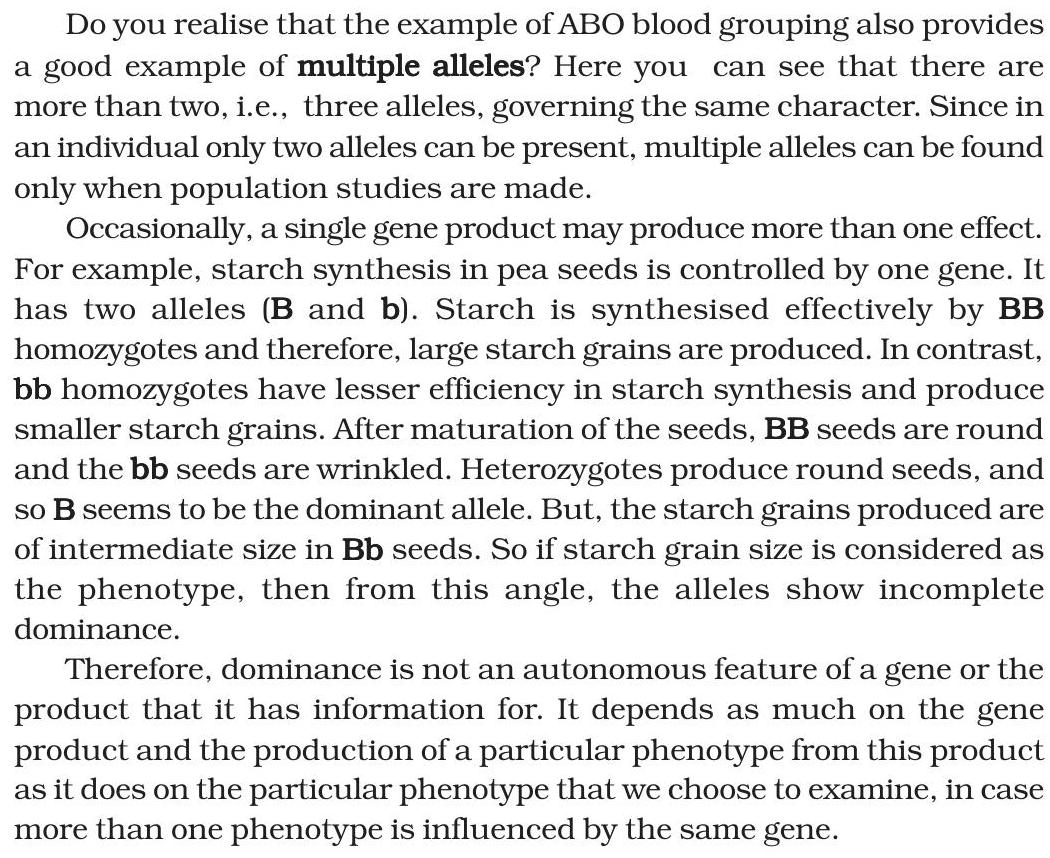 Do you realise that the example of ABO blood grouping also provides
a good example of multiple alleles? Here you can see that there are
more than two, i.e., three alleles, governing the same character. Since in
an individual only two alleles can be present, multiple alleles can be found
only when population studies are made.
Occasionally, a single gene product may produce more than one effect.
For example, starch synthesis in pea seeds is controlled by one gene. It
has two alleles (B and b). Starch is synthesised effectively by BB
homozygotes and therefore, large starch grains are produced. In contrast,
bb homozygotes have lesser efficiency in starch synthesis and produce
smaller starch grains. After maturation of the seeds, BB seeds are round
and the bb seeds are wrinkled. Heterozygotes produce round seeds, and
so B seems to be the dominant allele. But, the starch grains produced are
of intermediate size in Bb seeds. So if starch grain size is considered as
the phenotype, then from this angle, the alleles show incomplete
dominance.
Therefore, dominance is not an autonomous feature of a gene or the
product that it has information for. It depends as much on the gene
product and the production of a particular phenotype from this product
as it does on the particular phenotype that we choose to examine, in case
more than one phenotype is influenced by the same gene.